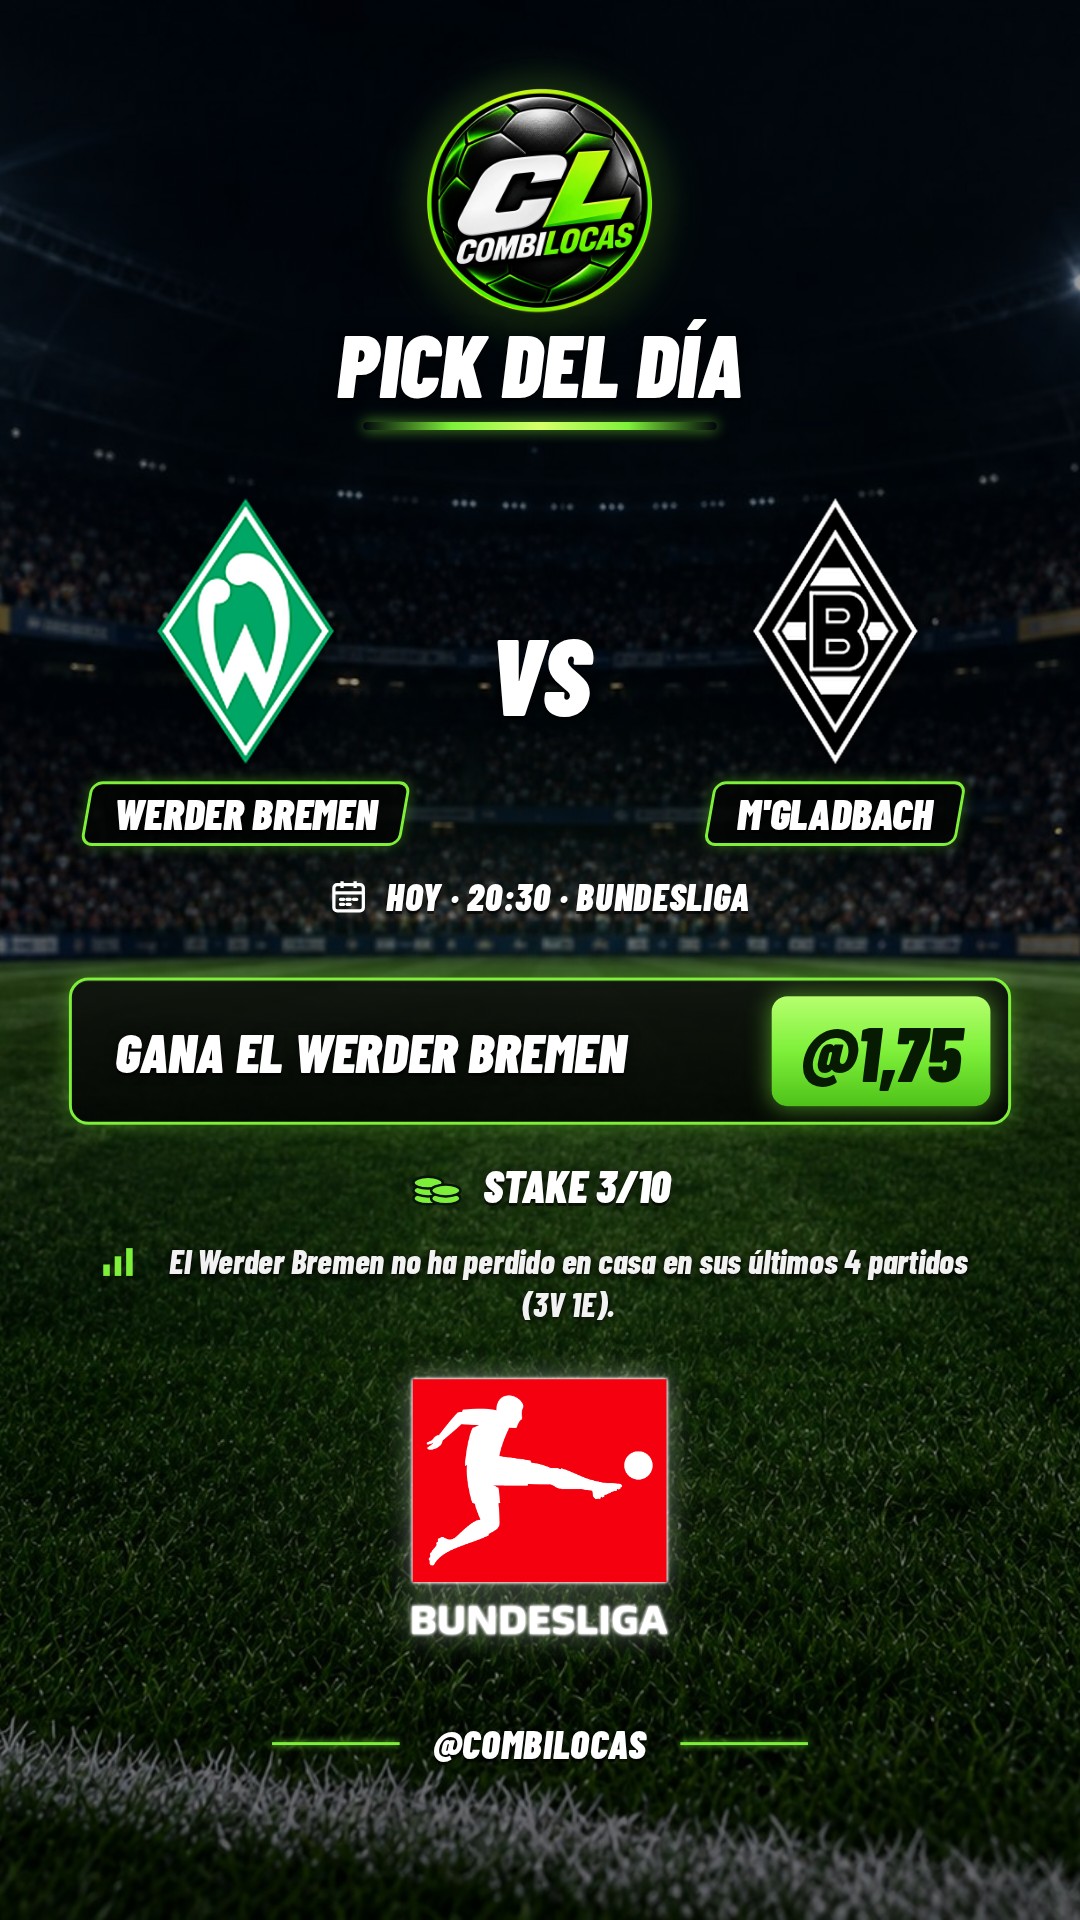 CL
COMBILOCAS
PICK DEL DÍA
VS
WERDER BREMEN
M'GLADBACH
HOY · 20:30 · BUNDESLIGA
GANA EL WERDER BREMEN
@1,75
STAKE 3/10
El Werder Bremen no ha perdido en casa en sus últimos 4 partidos
(3V 1E).
BUNDESLIGA
@COMBILOCAS